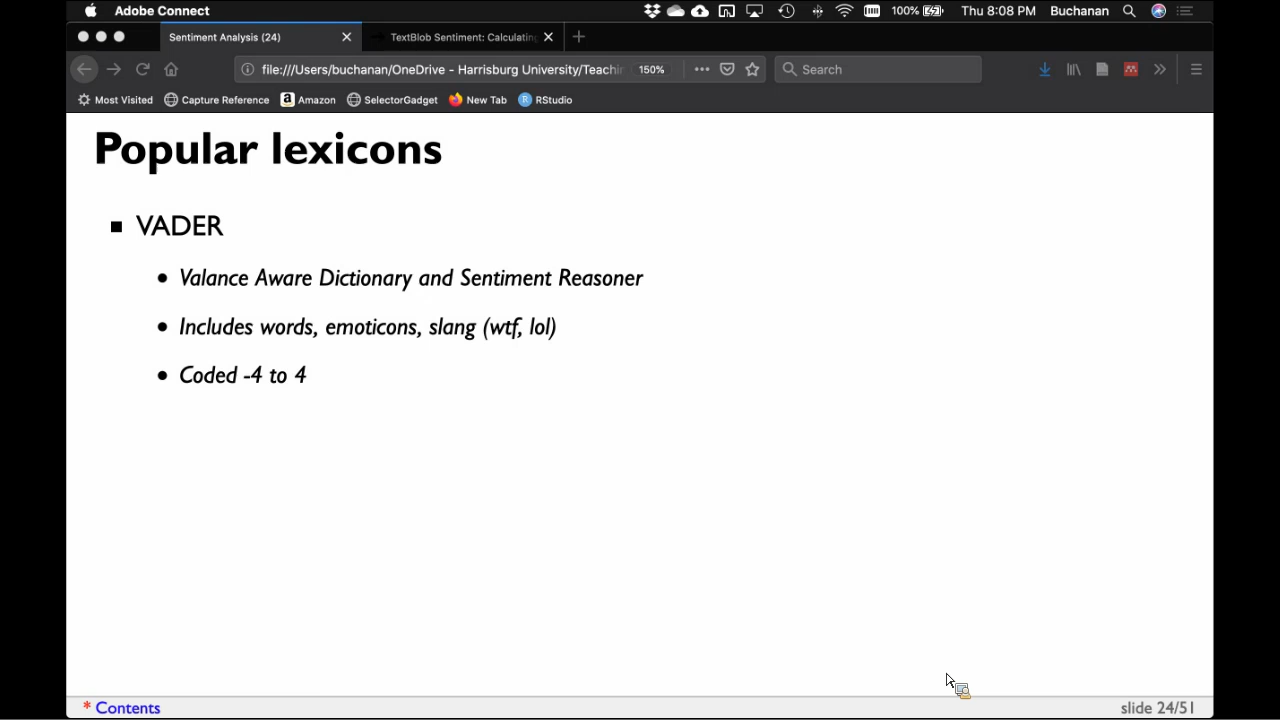 Adobe Connect
100%
Thu 8:08 PM
Buchanan
Sentiment Analysis (24)
TextBlob Sentiment: Calculating
file:///Users/buchanan/OneDrive - Harrisburg University/Teachin
150%
Search
Most Visited
Capture Reference
Amazon
SelectorGadget
New Tab
RStudio
Popular lexicons
VADER
Valance Aware Dictionary and Sentiment Reasoner
Includes words, emoticons, slang (wtf, lol)
Coded -4 to 4
* Contents
slide 24/51